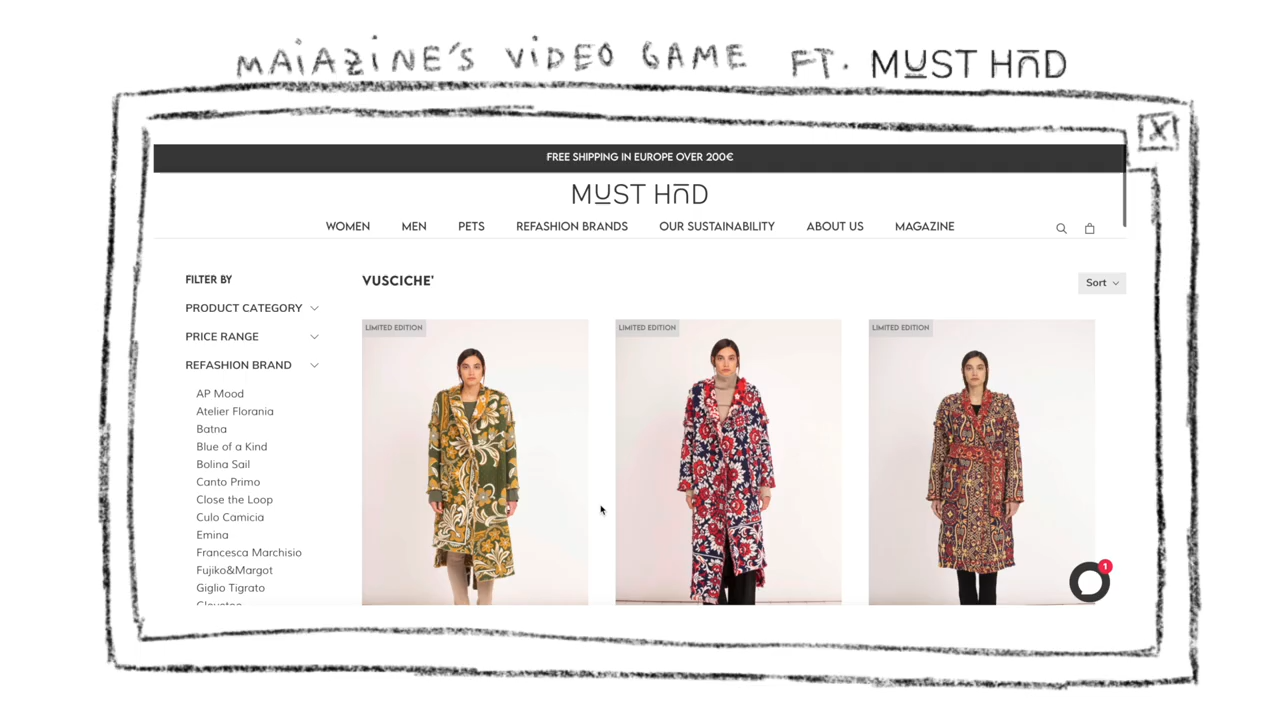 MAiAZiNE'S ViDEO GAME FT. MUST HAD
FREE SHIPPING IN EUROPE OVER 200€
MUST HAD
WOMEN MEN PETS REFASHION BRANDS OUR SUSTAINABILITY ABOUT US MAGAZINE
FILTER BY
PRODUCT CATEGORY
PRICE RANGE
REFASHION BRAND
AP Mood
Atelier Florania
Batna
Blue of a Kind
Bolina Sail
Canto Primo
Close the Loop
Culo Camicia
Emina
Francesca Marchisio
Fujiko&Margot
Giglio Tigrato
VUSCICHE'
Sort
LIMITED EDITION
LIMITED EDITION
LIMITED EDITION
1
X